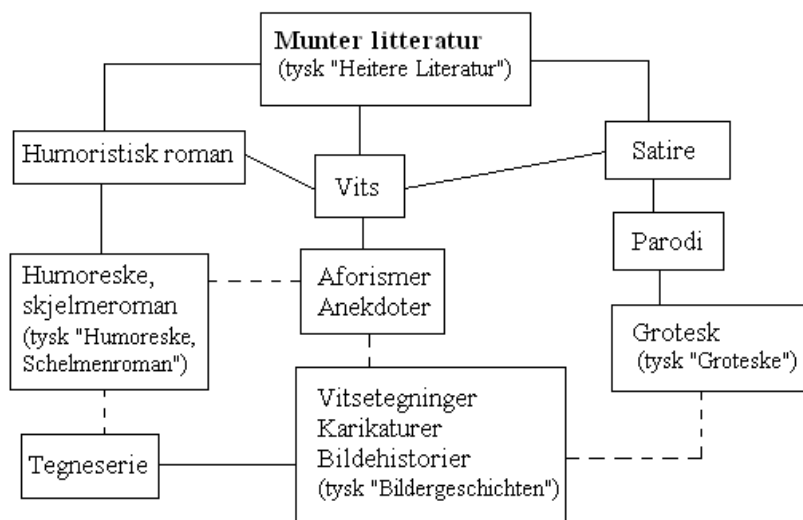 Munter litteratur
(tysk "Heitere Literatur")
Humoristisk roman
Vits
Satire
Parodi
Humoreske,
skjelmeroman
(tysk "Humoreske,
Schelmenroman")
Aforismer
Anekdoter
Grotesk
(tysk "Groteske")
Vitsetegninger
Karikaturer
Bildehistorier
(tysk "Bildergeschichten")
Tegneserie